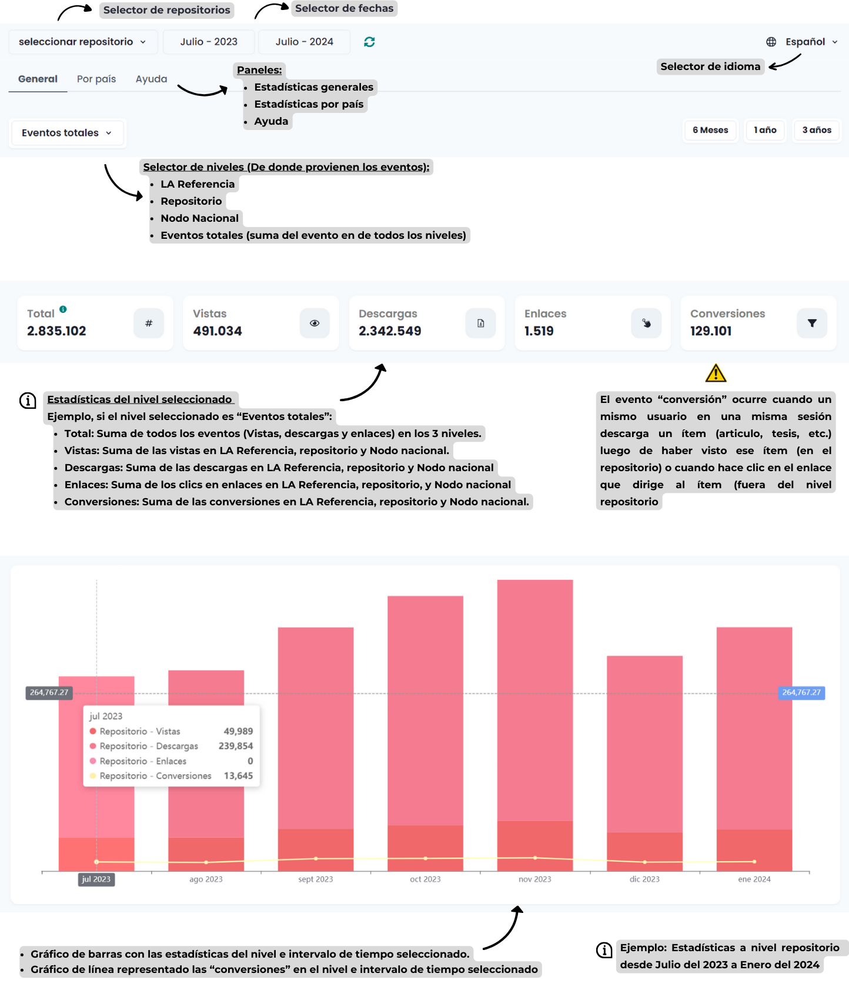 Selector de repositorios
Selector de fechas
seleccionar repositorio
Julio - 2023
Julio - 2024
Español
Selector de idioma
General
Por país
Ayuda
Paneles:
• Estadísticas generales
• Estadísticas por país
• Ayuda
Eventos totales
6 Meses
1 año
3 años
Selector de niveles (De donde provienen los eventos):
• LA Referencia
• Repositorio
• Nodo Nacional
• Eventos totales (suma del evento en de todos los niveles)
Total
2.835.102
#
Vistas
491.034
Descargas
2.342.549
Enlaces
1.519
Conversiones
129.101
Estadísticas del nivel seleccionado
Ejemplo, si el nivel seleccionado es “Eventos totales”:
• Total: Suma de todos los eventos (Vistas, descargas y enlaces) en los 3 niveles.
• Vistas: Suma de las vistas en LA Referencia, repositorio y Nodo nacional.
• Descargas: Suma de las descargas en LA Referencia, repositorio y Nodo nacional
• Enlaces: Suma de los clics en enlaces en LA Referencia, repositorio, y Nodo nacional
• Conversiones: Suma de las conversiones en LA Referencia, repositorio y Nodo nacional.
El evento “conversión” ocurre cuando un
mismo usuario en una misma sesión
descarga un ítem (articulo, tesis, etc.)
luego de haber visto ese ítem (en el
repositorio) o cuando hace clic en el enlace
que dirige al ítem (fuera del nivel
repositorio
264,767.27
264,767.27
jul 2023
Repositorio - Vistas 49,989
Repositorio - Descargas 239,854
Repositorio - Enlaces 0
Repositorio - Conversiones 13,645
jul 2023
ago 2023
sept 2023
oct 2023
nov 2023
dic 2023
ene 2024
• Gráfico de barras con las estadísticas del nivel e intervalo de tiempo seleccionado.
• Gráfico de línea representado las “conversiones” en el nivel e intervalo de tiempo seleccionado
Ejemplo: Estadísticas a nivel repositorio
desde Julio del 2023 a Enero del 2024